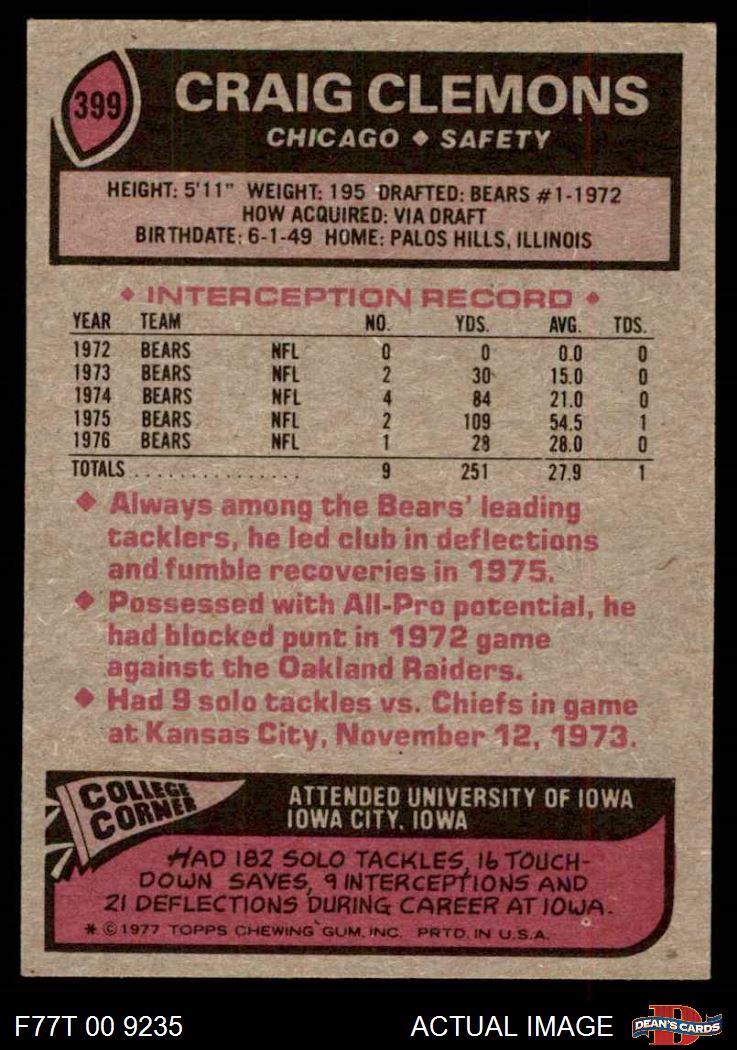 399
CRAIG CLEMONS
CHICAGO ◆ SAFETY
HEIGHT: 5'11" WEIGHT: 195 DRAFTED: BEARS #1-1972
HOW ACQUIRED: VIA DRAFT
BIRTHDATE: 6-1-49 HOME: PALOS HILLS, ILLINOIS
◆ INTERCEPTION RECORD ◆
YEAR TEAM NO. YDS. AVG. TDS.
1972 BEARS NFL 0 0 0.0 0
1973 BEARS NFL 2 30 15.0 0
1974 BEARS NFL 4 84 21.0 0
1975 BEARS NFL 2 109 54.5 1
1976 BEARS NFL 1 28 28.0 0
TOTALS ................ 9 251 27.9 1
◆ Always among the Bears' leading
tacklers, he led club in deflections
and fumble recoveries in 1975.
◆ Possessed with All-Pro potential, he
had blocked punt in 1972 game
against the Oakland Raiders.
◆ Had 9 solo tackles vs. Chiefs in game
at Kansas City, November 12, 1973.
COLLEGE
CORNER
ATTENDED UNIVERSITY OF IOWA
IOWA CITY, IOWA
HAD 182 SOLO TACKLES, 16 TOUCH-
DOWN SAVES, 9 INTERCEPTIONS AND
21 DEFLECTIONS DURING CAREER AT IOWA.
* © 1977 TOPPS CHEWING GUM, INC. PRTD. IN U.S.A.
F77T 00 9235 ACTUAL IMAGE
D
DEAN'S CARDS